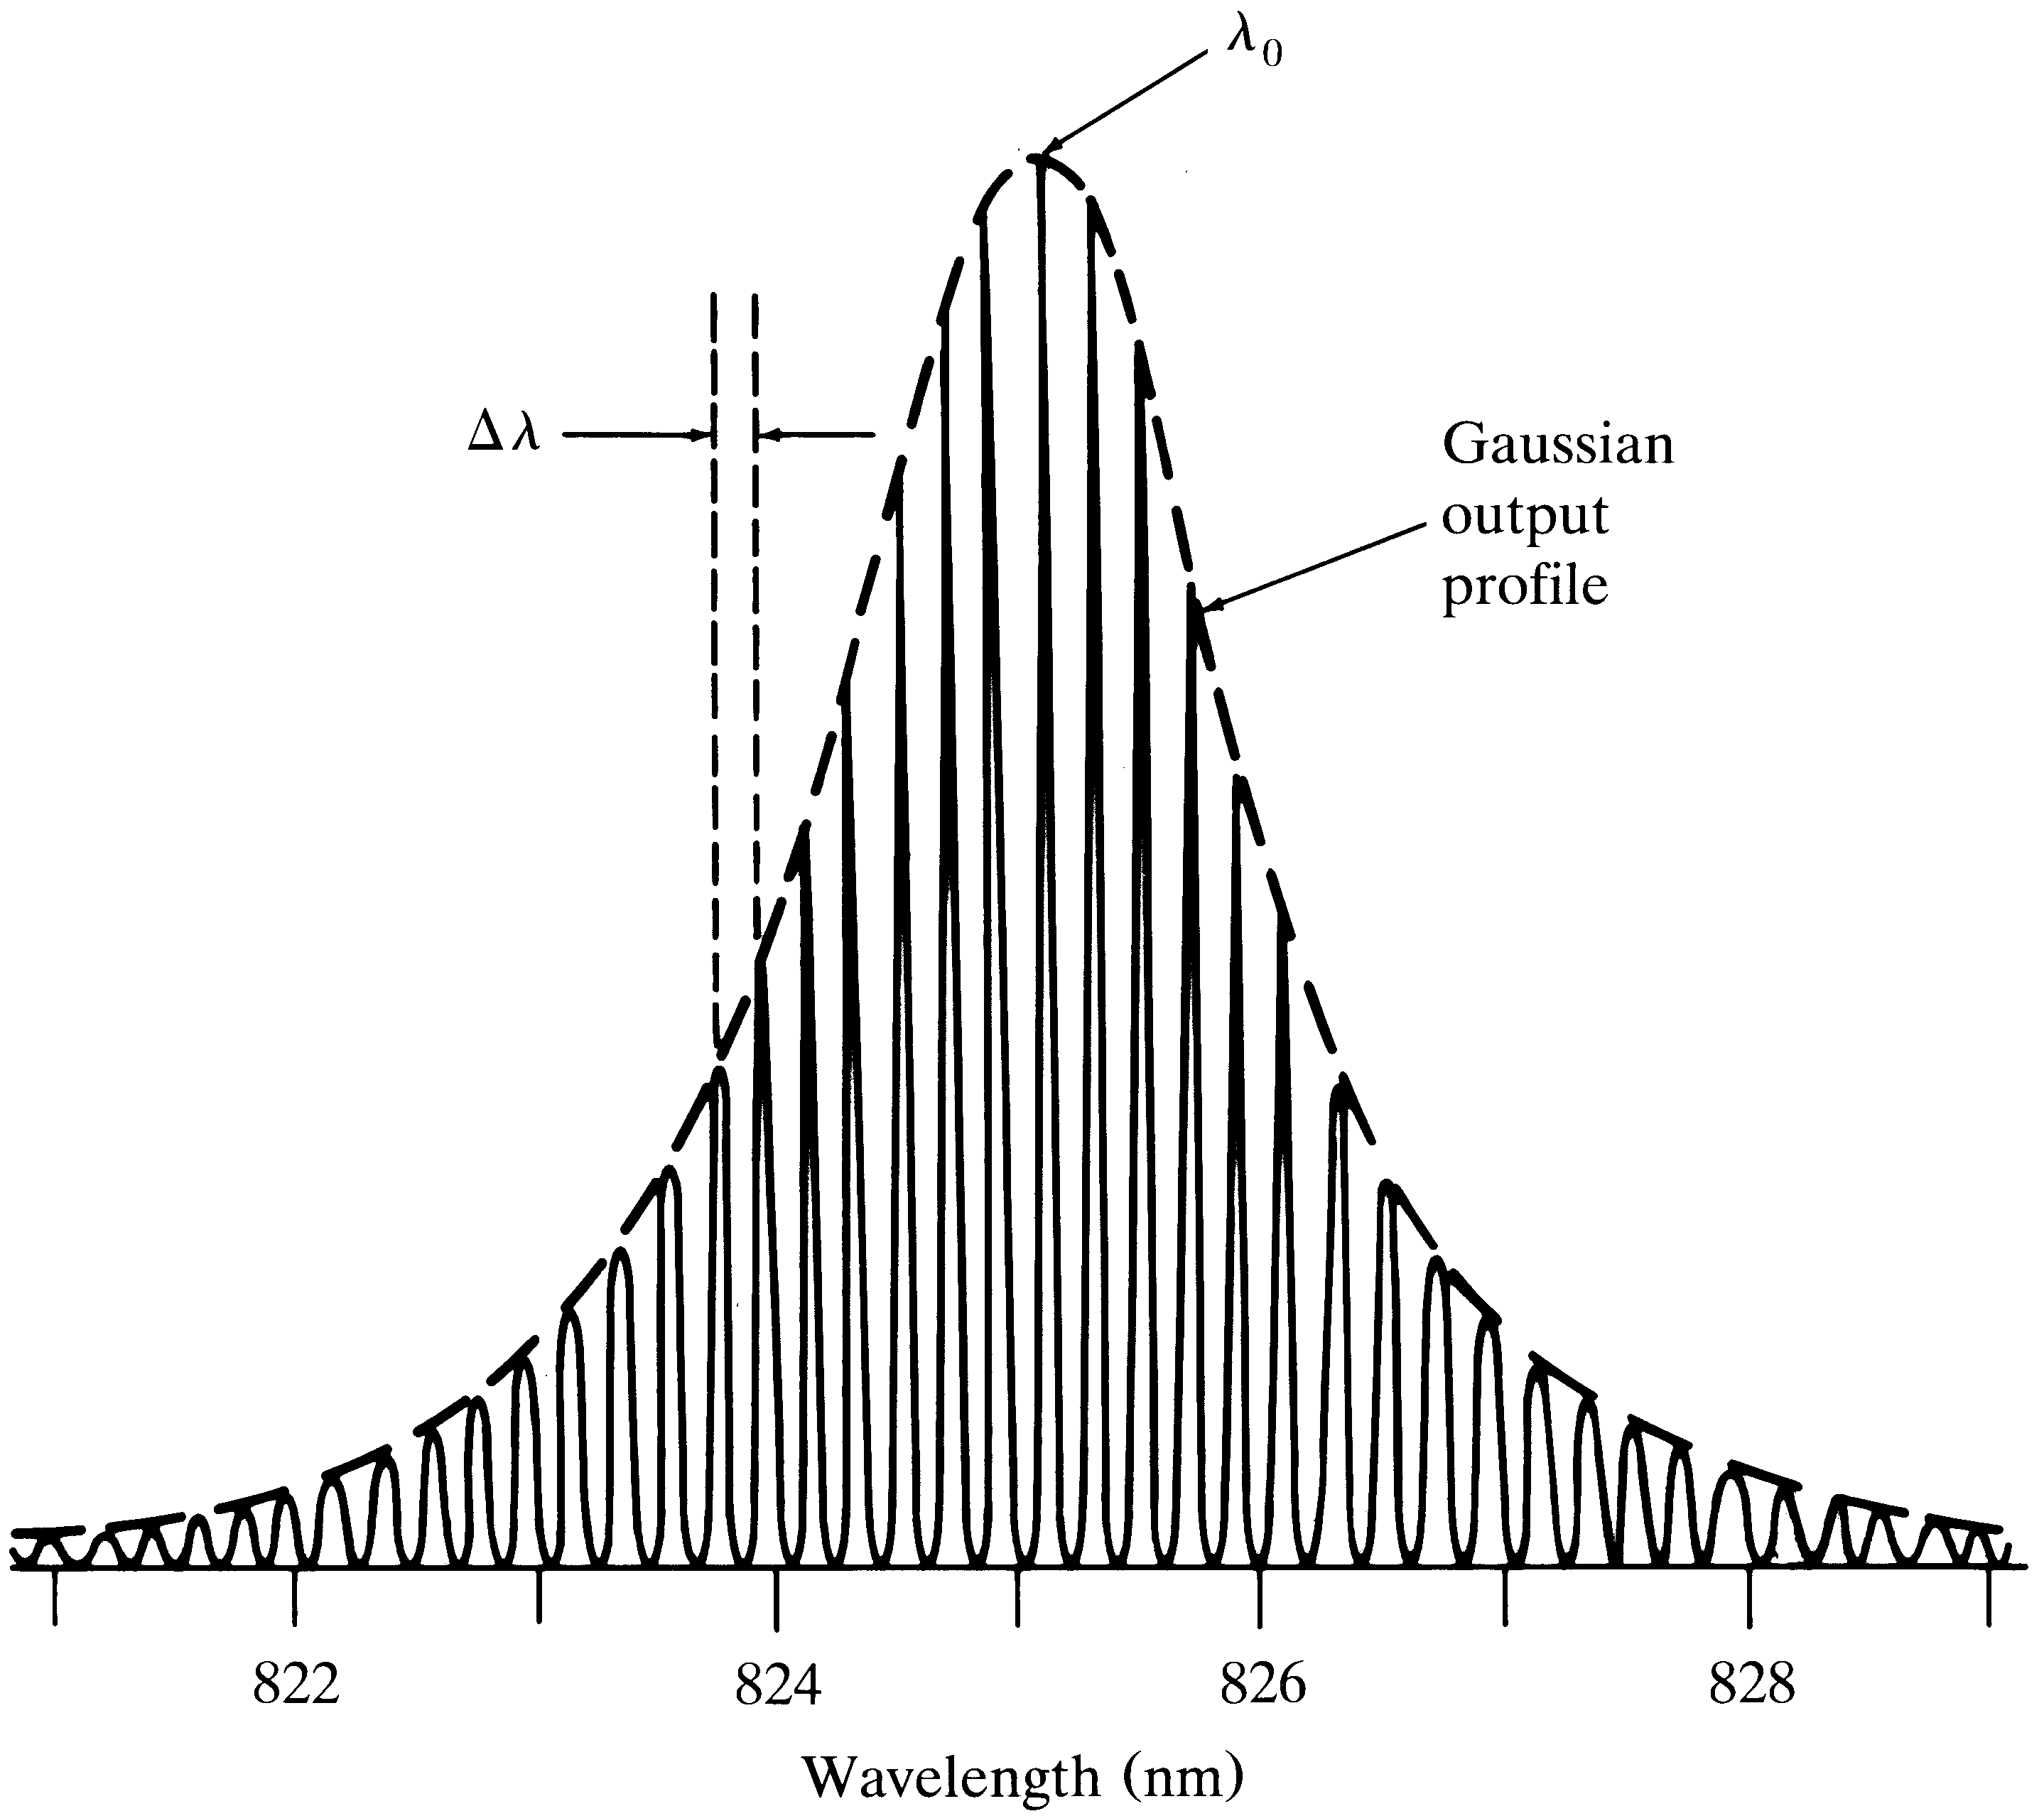 λ₀
Δλ
Gaussian
output
profile
822 824 826 828
Wavelength (nm)